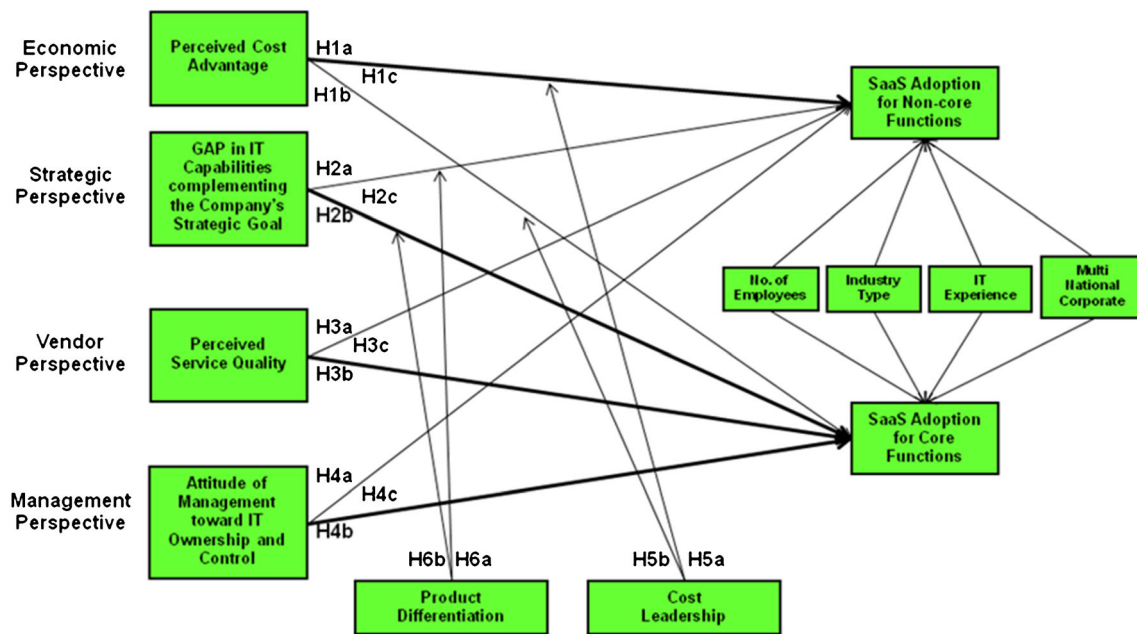 Economic
Perspective
Perceived Cost
Advantage
H1a
H1c
H1b
SaaS Adoption
for Non-core
Functions
Strategic
Perspective
GAP in IT
Capabilities
complementing
the Company's
Strategic Goal
H2a
H2c
H2b
No. of
Employees
Industry
Type
IT
Experience
Multi
National
Corporate
Vendor
Perspective
Perceived
Service Quality
H3a
H3c
H3b
SaaS Adoption
for Core
Functions
Management
Perspective
Attitude of
Management
toward IT
Ownership and
Control
H4a
H4c
H4b
H6b H6a
H5b H5a
Product
Differentiation
Cost
Leadership